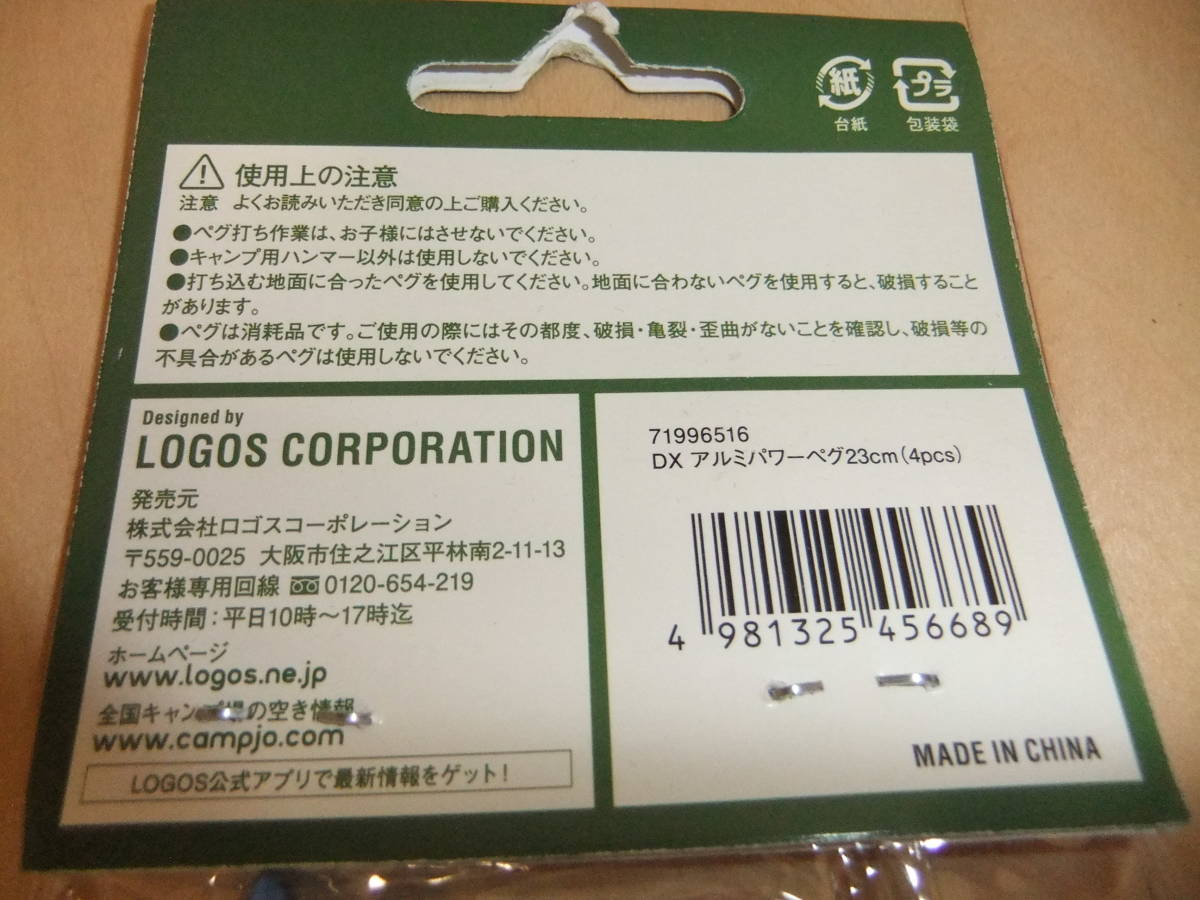 紙
プラ
台紙
包装袋
使用上の注意
注意 よくお読みいただき同意の上ご購入ください。
●ペグ打ち作業は、お子様にはさせないでください。
●キャンプ用ハンマー以外は使用しないでください。
●打ち込む地面に合ったペグを使用してください。地面に合わないペグを使用すると、破損すること
があります。
●ペグは消耗品です。ご使用の際にはその都度、破損・亀裂・歪曲がないことを確認し、破損等の
不具合があるペグは使用しないでください。
Designed by
LOGOS CORPORATION
発売元
株式会社ロゴスコーポレーション
〒559-0025 大阪市住之江区平林南2-11-13
お客様専用回線 0120-654-219
受付時間:平日10時〜17時迄
ホームページ
www.logos.ne.jp
全国キャンプ場の空き情報
www.campjo.com
LOGOS公式アプリで最新情報をゲット!
71996516
DX アルミパワーペグ23cm(4pcs)
4 981325 456689
MADE IN CHINA